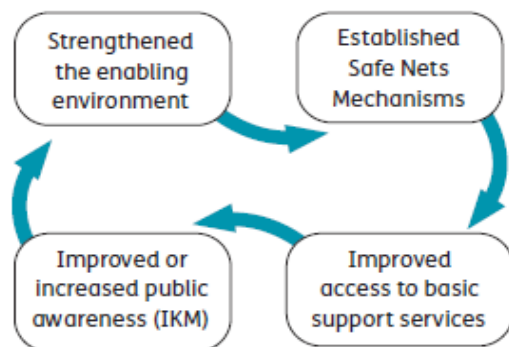 Strengthened
the enabling
environment
Established
Safe Nets
Mechanisms
Improved or
increased public
awareness (IKM)
Improved
access to basic
support services